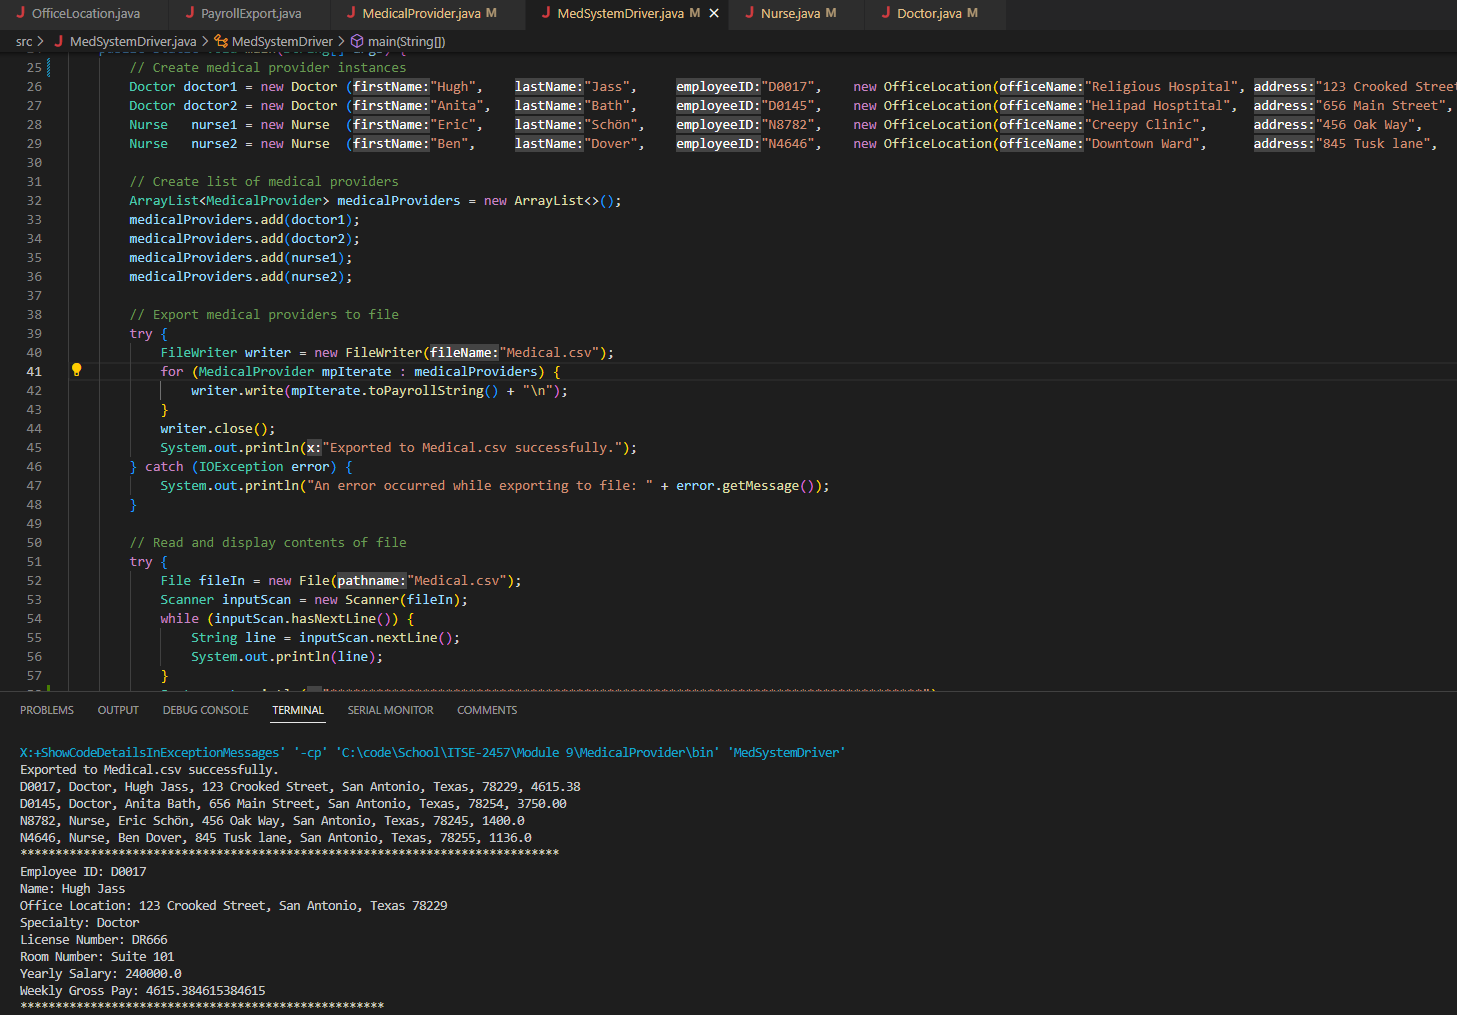 OfficeLocation.java PayrollExport.java MedicalProvider.java M MedSystemDriver.java M Nurse.java M Doctor.java M
src > MedSystemDriver.java > MedSystemDriver > main(String[])
25 // Create medical provider instances
26 Doctor doctor1 = new Doctor (firstName:"Hugh", lastName:"Jass", employeeID:"D0017", new OfficeLocation(officeName:"Religious Hospital", address:"123 Crooked Street
27 Doctor doctor2 = new Doctor (firstName:"Anita", lastName:"Bath", employeeID:"D0145", new OfficeLocation(officeName:"Helipad Hosptital", address:"656 Main Street",
28 Nurse nurse1 = new Nurse (firstName:"Eric", lastName:"Schön", employeeID:"N8782", new OfficeLocation(officeName:"Creepy Clinic", address:"456 Oak Way",
29 Nurse nurse2 = new Nurse (firstName:"Ben", lastName:"Dover", employeeID:"N4646", new OfficeLocation(officeName:"Downtown Ward", address:"845 Tusk lane",
30
31 // Create list of medical providers
32 ArrayList<MedicalProvider> medicalProviders = new ArrayList<>();
33 medicalProviders.add(doctor1);
34 medicalProviders.add(doctor2);
35 medicalProviders.add(nurse1);
36 medicalProviders.add(nurse2);
37
38 // Export medical providers to file
39 try {
40 FileWriter writer = new FileWriter(fileName:"Medical.csv");
41 for (MedicalProvider mpIterate : medicalProviders) {
42 writer.write(mpIterate.toPayrollString() + "\n");
43 }
44 writer.close();
45 System.out.println(x:"Exported to Medical.csv successfully.");
46 } catch (IOException error) {
47 System.out.println("An error occurred while exporting to file: " + error.getMessage());
48 }
49
50 // Read and display contents of file
51 try {
52 File fileIn = new File(pathname:"Medical.csv");
53 Scanner inputScan = new Scanner(fileIn);
54 while (inputScan.hasNextLine()) {
55 String line = inputScan.nextLine();
56 System.out.println(line);
57 }
PROBLEMS OUTPUT DEBUG CONSOLE TERMINAL SERIAL MONITOR COMMENTS
X:+ShowCodeDetailsInExceptionMessages' '-cp' 'C:\code\School\ITSE-2457\Module 9\MedicalProvider\bin' 'MedSystemDriver'
Exported to Medical.csv successfully.
D0017, Doctor, Hugh Jass, 123 Crooked Street, San Antonio, Texas, 78229, 4615.38
D0145, Doctor, Anita Bath, 656 Main Street, San Antonio, Texas, 78254, 3750.00
N8782, Nurse, Eric Schön, 456 Oak Way, San Antonio, Texas, 78245, 1400.0
N4646, Nurse, Ben Dover, 845 Tusk lane, San Antonio, Texas, 78255, 1136.0
*****************************************************************************
Employee ID: D0017
Name: Hugh Jass
Office Location: 123 Crooked Street, San Antonio, Texas 78229
Specialty: Doctor
License Number: DR666
Room Number: Suite 101
Yearly Salary: 240000.0
Weekly Gross Pay: 4615.384615384615
****************************************************